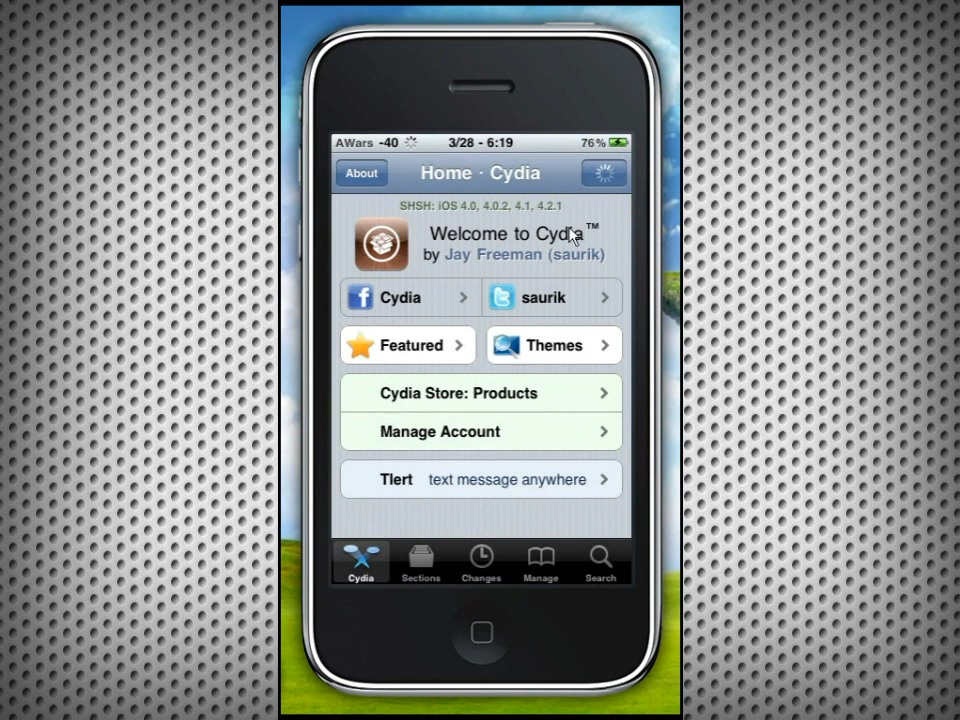 AWars -40 3/28 - 6:19 76%
About Home · Cydia
SHSH: iOS 4.0, 4.0.2, 4.1, 4.2.1
Welcome to Cydia™
by Jay Freeman (saurik)
Cydia saurik
Featured Themes
Cydia Store: Products
Manage Account
Tlert text message anywhere
Cydia Sections Changes Manage Search